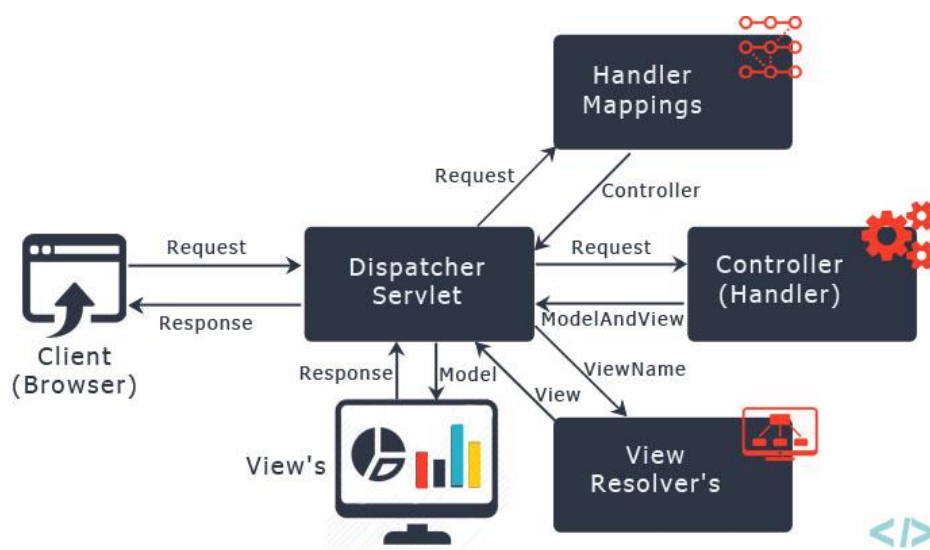 Handler
Mappings
Request
Controller
Request
Dispatcher
Servlet
Request
Controller
(Handler)
Response
ModelAndView
Client
(Browser)
Response
Model
View
ViewName
View's
View
Resolver's
</>